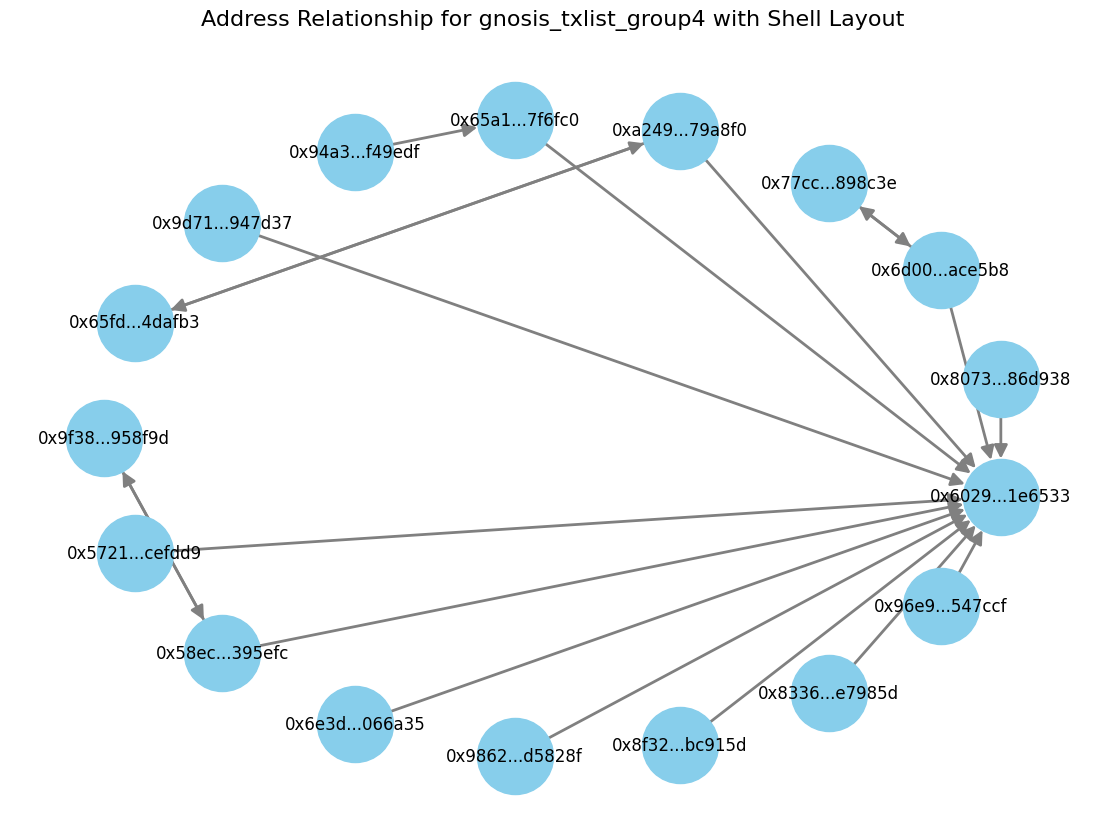 Address Relationship for gnosis_txlist_group4 with Shell Layout
0x65a1...7f6fc0
0xa249...79a8f0
0x94a3...f49edf
0x77cc...898c3e
0x9d71...947d37
0x6d00...ace5b8
0x65fd...4dafb3
0x8073...86d938
0x9f38...958f9d
0x6029...1e6533
0x5721...cefdd9
0x96e9...547ccf
0x58ec...395efc
0x8336...e7985d
0x6e3d...066a35
0x8f32...bc915d
0x9862...d5828f